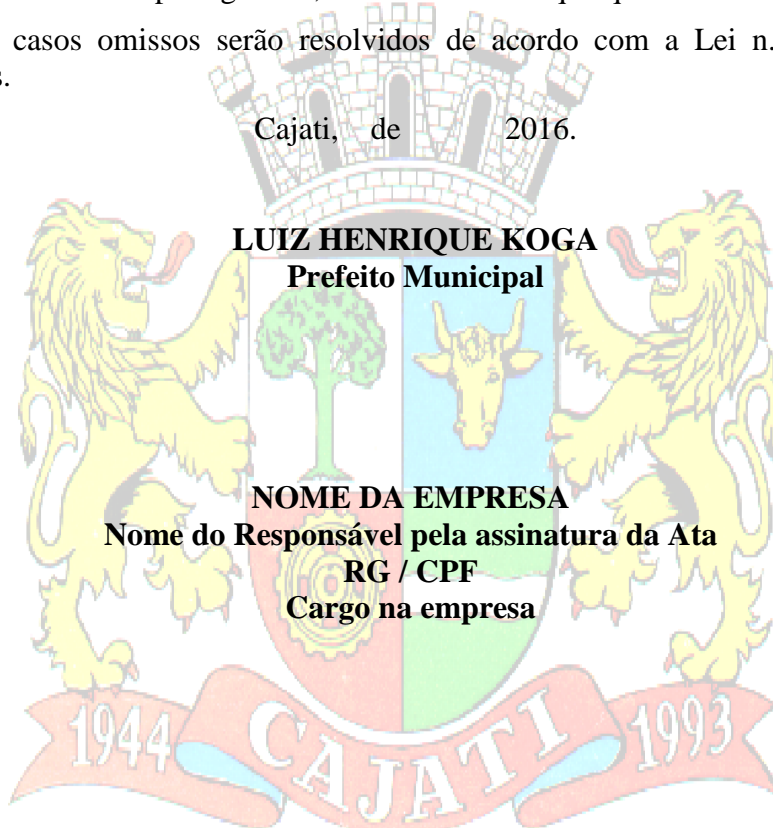 casos omissos serão resolvidos de acordo com a Lei n.
s.
Cajati, de 2016.
LUIZ HENRIQUE KOGA
Prefeito Municipal
NOME DA EMPRESA
Nome do Responsável pela assinatura da Ata
RG / CPF
Cargo na empresa
1944 CAJATI 1993